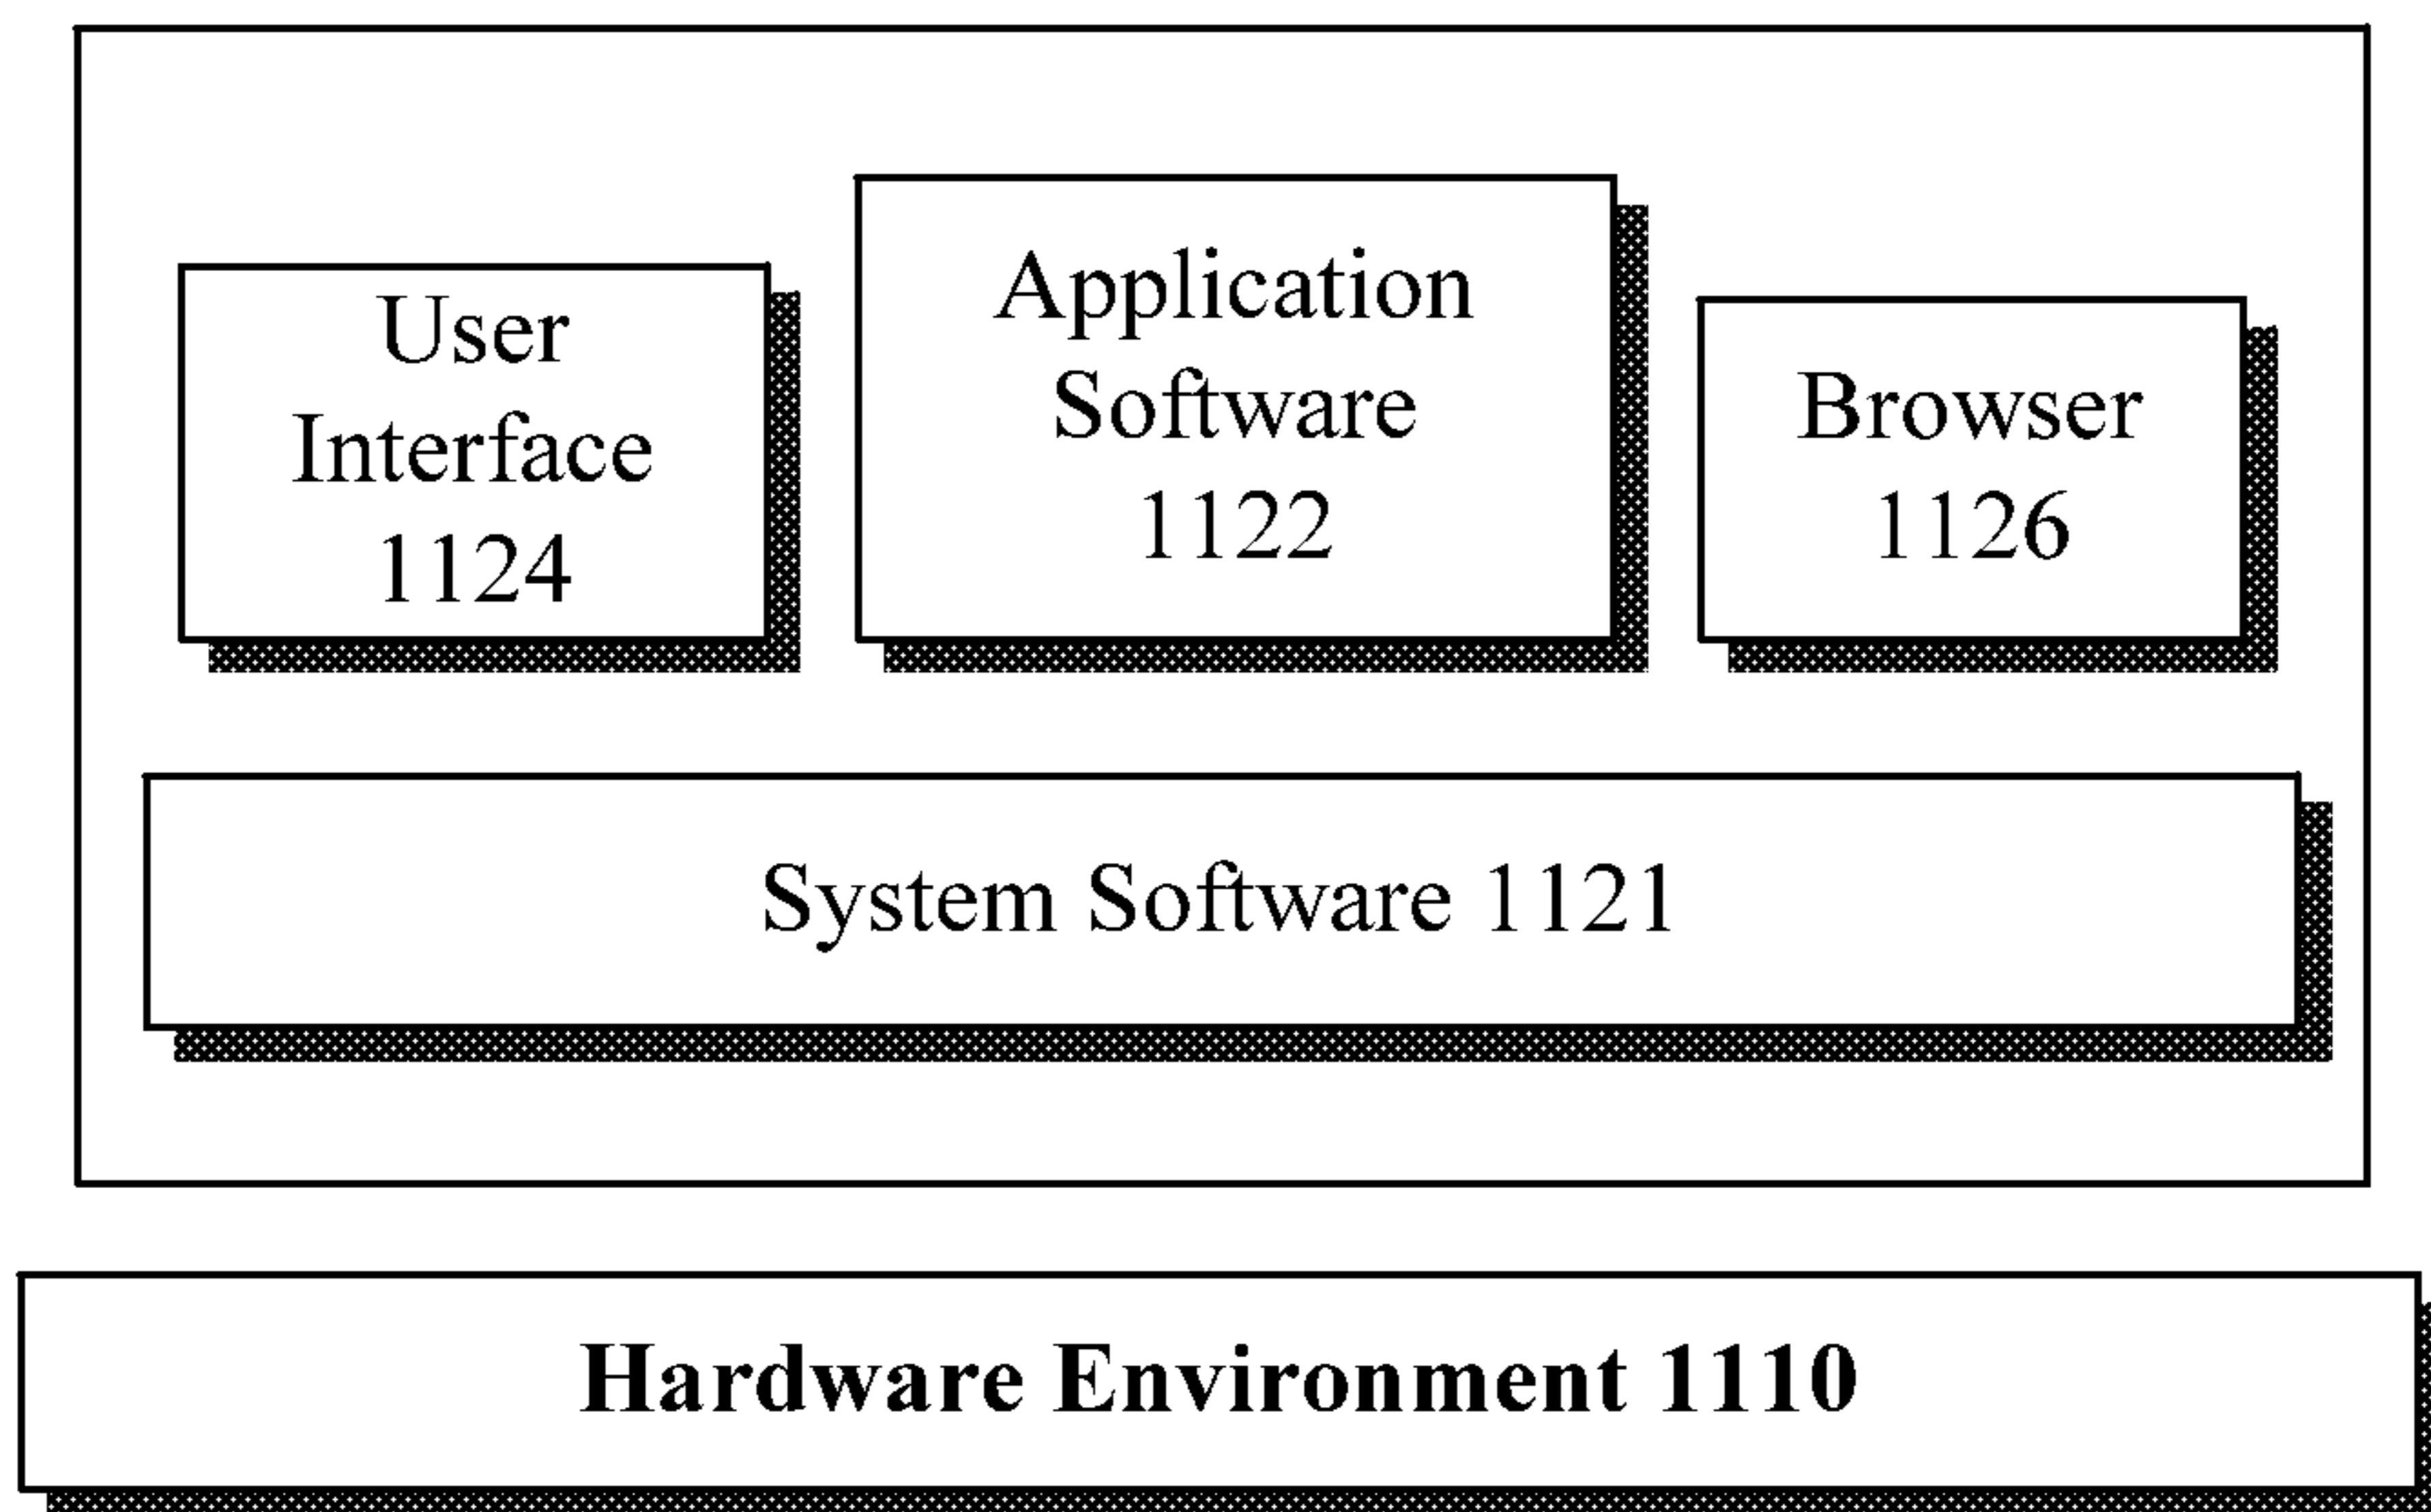 User
Interface
1124
Application
Software
1122
Browser
1126
System Software 1121
Hardware Environment 1110